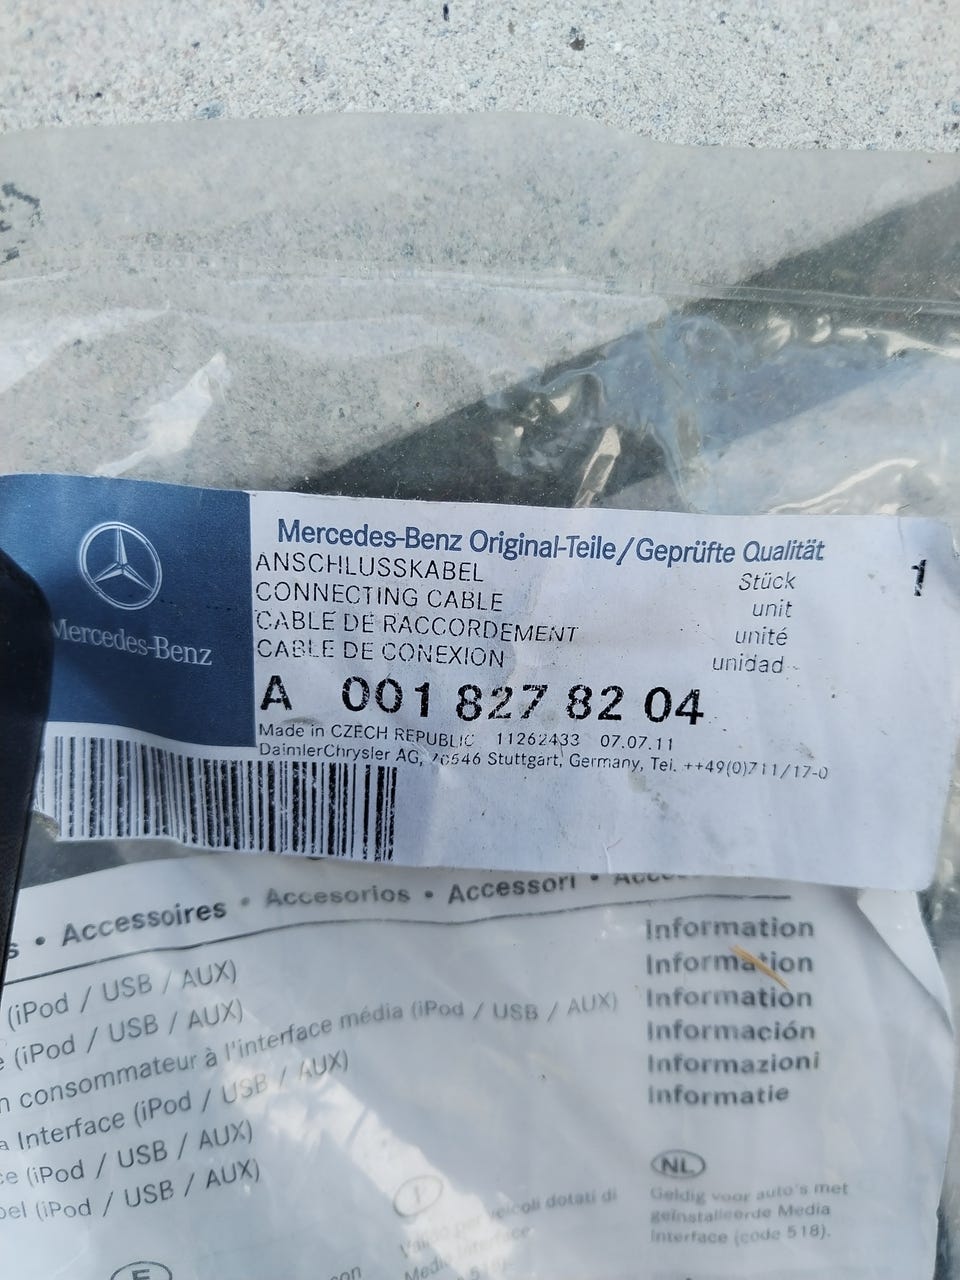 Mercedes-Benz
Mercedes-Benz Original-Teile/Geprüfte Qualität
ANSCHLUSSKABEL Stück 1
CONNECTING CABLE unit
CABLE DE RACCORDEMENT unité
CABLE DE CONEXION unidad
A 001 827 82 04
Made in CZECH REPUBLIC 11262433 07.07.11
DaimlerChrysler AG, 70546 Stuttgart, Germany, Tel. ++49(0)711/17-0
• Accessoires • Accesorios • Accessori •
(iPod / USB / AUX)
(iPod / USB / AUX)
consommateur à l'interface média (iPod / USB / AUX)
Interface (iPod / USB / AUX)
(iPod / USB / AUX)
(iPod / USB / AUX)
Information
Information
Information
Información
Informazioni
Informatie
NL
Geldig voor auto's met
geïnstalleerde Media
Interface (code 518).
I
veicoli dotati di
E